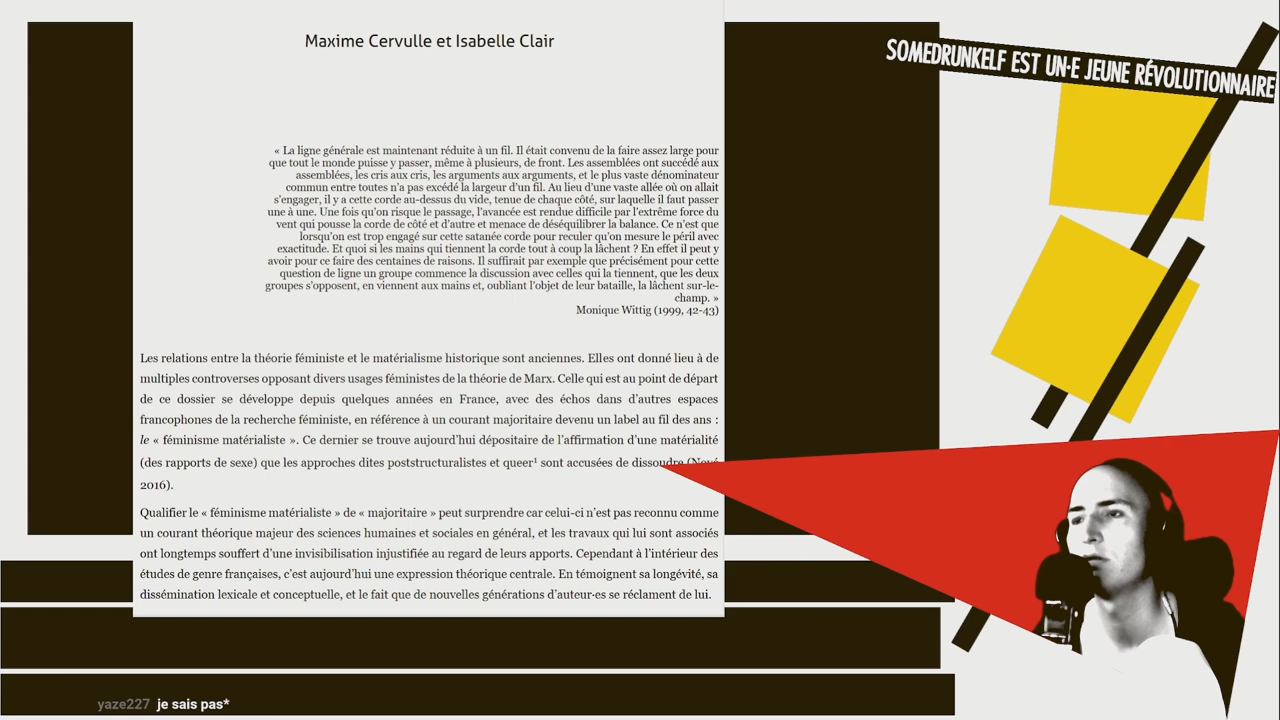 Maxime Cervulle et Isabelle Clair
SOMEDRUNKELF EST UN·E JEUNE RÉVOLUTIONNAIRE
« La ligne générale est maintenant réduite à un fil. Il était convenu de la faire assez large pour
que tout le monde puisse y passer, même à plusieurs, de front. Les assemblées ont succédé aux
assemblées, les cris aux cris, les arguments aux arguments, et le plus vaste dénominateur
commun entre toutes n'a pas excédé la largeur d'un fil. Au lieu d'une vaste allée où on allait
s'engager, il y a cette corde au-dessus du vide, tenue de chaque côté, sur laquelle il faut passer
une à une. Une fois qu'on risque le passage, l'avancée est rendue difficile par l'extrême force du
vent qui pousse la corde de côté et d'autre et menace de déséquilibrer la balance. Ce n'est que
lorsqu'on est trop engagé sur cette satanée corde pour reculer qu'on mesure le péril avec
exactitude. Et quoi si les mains qui tiennent la corde tout à coup la lâchent ? En effet il peut y
avoir pour ce faire des centaines de raisons. Il suffirait par exemple que précisément pour cette
question de ligne un groupe commence la discussion avec celles qui la tiennent, que les deux
groupes s'opposent, en viennent aux mains et, oubliant l'objet de leur bataille, la lâchent sur-le-
champ. »
Monique Wittig (1999, 42-43)
Les relations entre la théorie féministe et le matérialisme historique sont anciennes. Elles ont donné lieu à de
multiples controverses opposant divers usages féministes de la théorie de Marx. Celle qui est au point de départ
de ce dossier se développe depuis quelques années en France, avec des échos dans d'autres espaces
francophones de la recherche féministe, en référence à un courant majoritaire devenu un label au fil des ans :
le « féminisme matérialiste ». Ce dernier se trouve aujourd'hui dépositaire de l'affirmation d'une matérialité
(des rapports de sexe) que les approches dites poststructuralistes et queer¹ sont accusées de dissoudre
2016).
Qualifier le « féminisme matérialiste » de « majoritaire » peut surprendre car celui-ci n'est pas reconnu comme
un courant théorique majeur des sciences humaines et sociales en général, et les travaux qui lui sont associés
ont longtemps souffert d'une invisibilisation injustifiée au regard de leurs apports. Cependant à l'intérieur des
études de genre françaises, c'est aujourd'hui une expression théorique centrale. En témoignent sa longévité, sa
dissémination lexicale et conceptuelle, et le fait que de nouvelles générations d'auteur·es se réclament de lui.
yaze227 je sais pas*